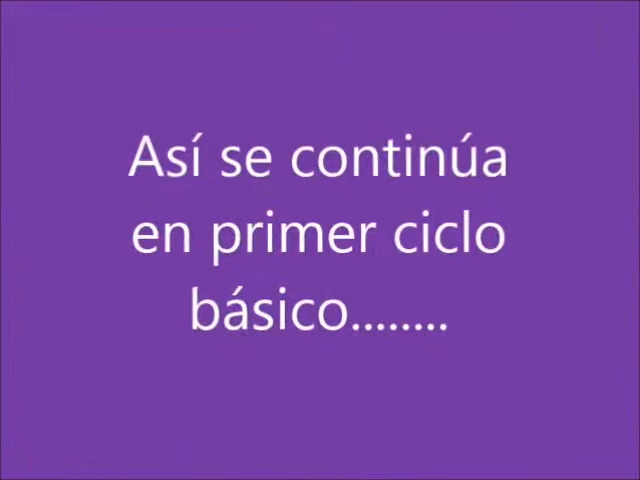 Así se continúa
en primer ciclo
básico........